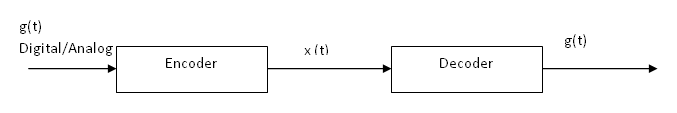 g(t)
Digital/Analog
Encoder
x (t)
Decoder
g(t)